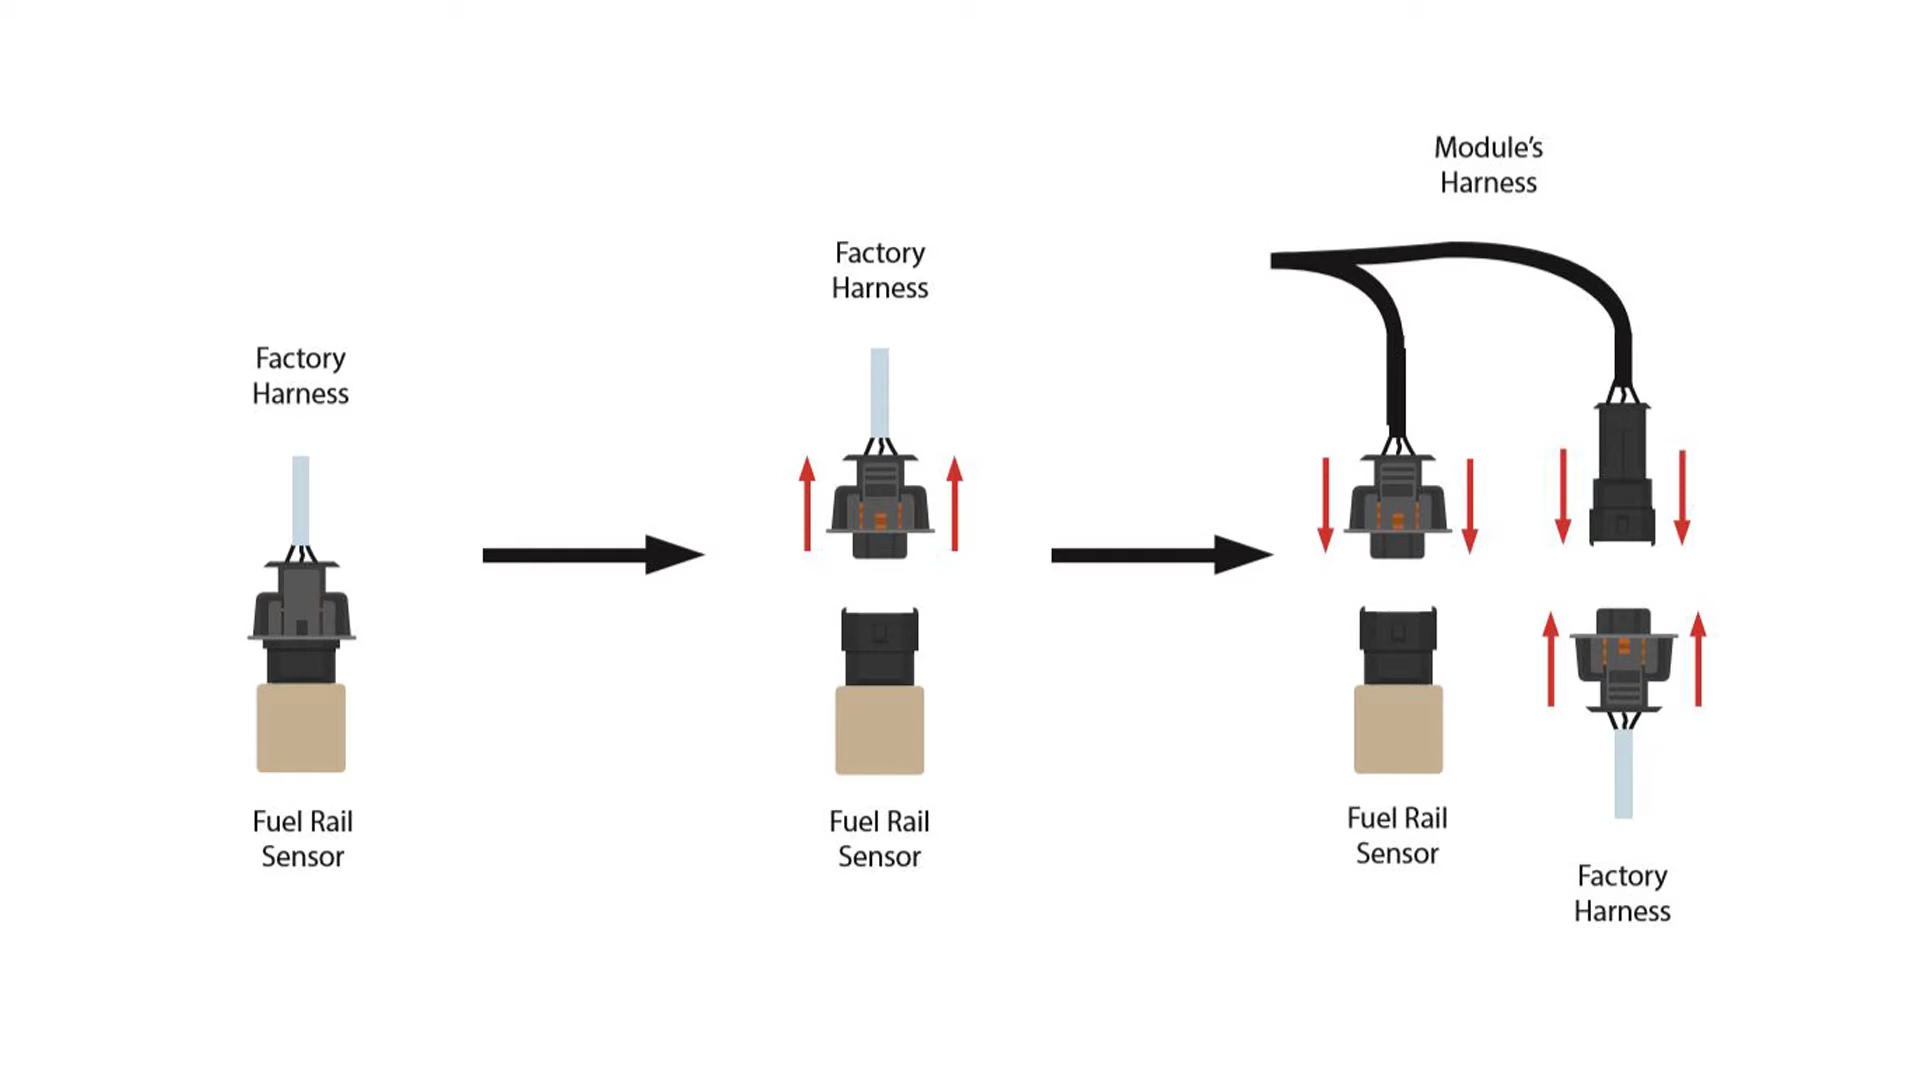 Factory
Harness
Fuel Rail
Sensor
Factory
Harness
Fuel Rail
Sensor
Module’s
Harness
Fuel Rail
Sensor
Factory
Harness